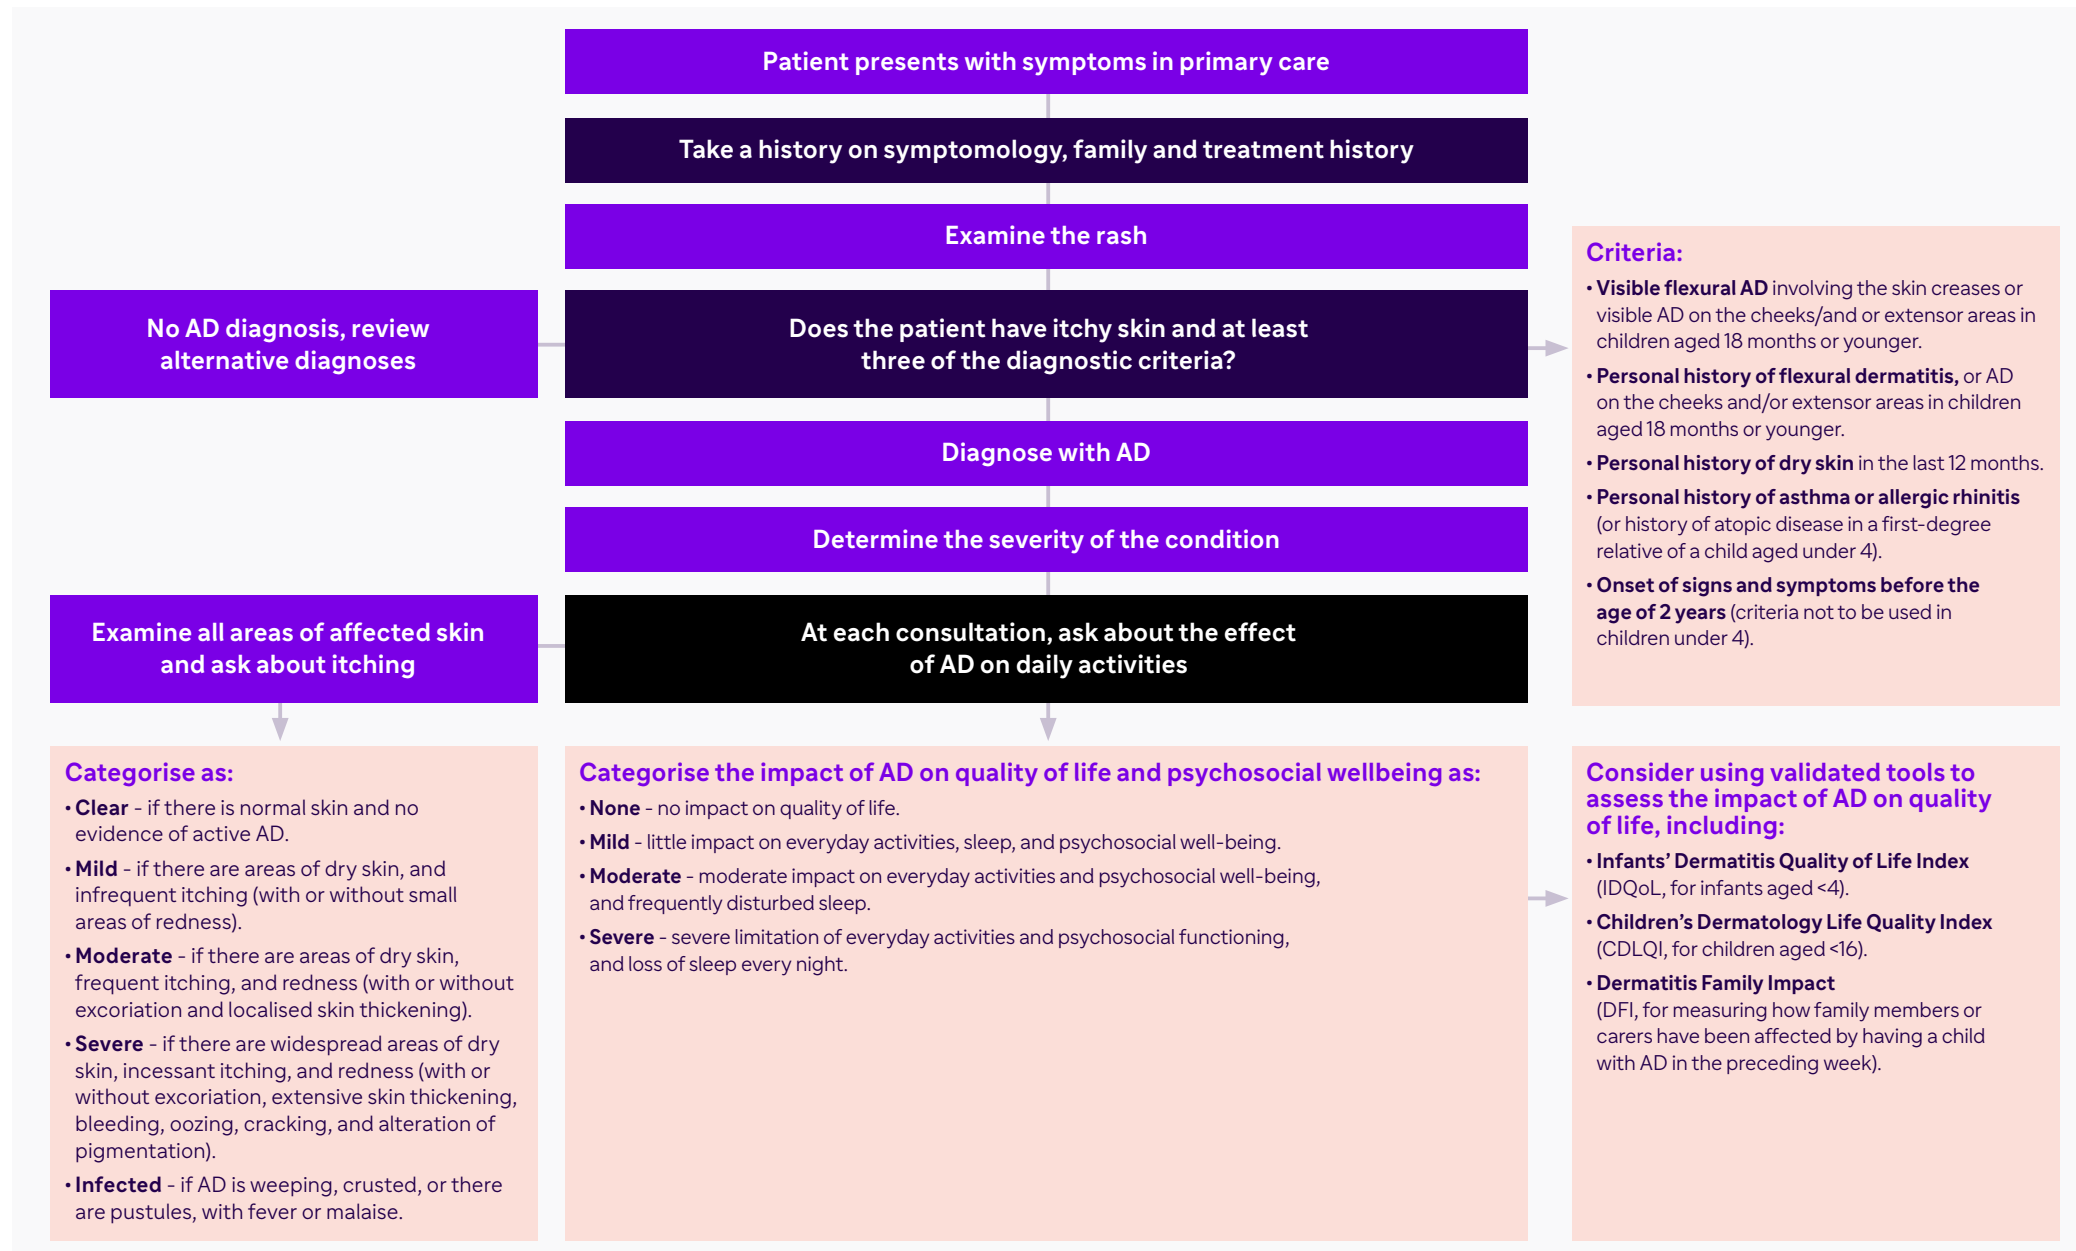 Patient presents with symptoms in primary care
Take a history on symptomology, family and treatment history
Examine the rash
No AD diagnosis, review
alternative diagnoses
Does the patient have itchy skin and at least
three of the diagnostic criteria?
Criteria:
• Visible flexural AD involving the skin creases or
visible AD on the cheeks/and or extensor areas in
children aged 18 months or younger.
• Personal history of flexural dermatitis, or AD
on the cheeks and/or extensor areas in children
aged 18 months or younger.
• Personal history of dry skin in the last 12 months.
• Personal history of asthma or allergic rhinitis
(or history of atopic disease in a first-degree
relative of a child aged under 4).
• Onset of signs and symptoms before the
age of 2 years (criteria not to be used in
children under 4).
Diagnose with AD
Determine the severity of the condition
Examine all areas of affected skin
and ask about itching
At each consultation, ask about the effect
of AD on daily activities
Categorise as:
• Clear - if there is normal skin and no
evidence of active AD.
• Mild - if there are areas of dry skin, and
infrequent itching (with or without small
areas of redness).
• Moderate - if there are areas of dry skin,
frequent itching, and redness (with or without
excoriation and localised skin thickening).
• Severe - if there are widespread areas of dry
skin, incessant itching, and redness (with or
without excoriation, extensive skin thickening,
bleeding, oozing, cracking, and alteration of
pigmentation).
• Infected - if AD is weeping, crusted, or there
are pustules, with fever or malaise.
Categorise the impact of AD on quality of life and psychosocial wellbeing as:
• None - no impact on quality of life.
• Mild - little impact on everyday activities, sleep, and psychosocial well-being.
• Moderate - moderate impact on everyday activities and psychosocial well-being,
and frequently disturbed sleep.
• Severe - severe limitation of everyday activities and psychosocial functioning,
and loss of sleep every night.
Consider using validated tools to
assess the impact of AD on quality
of life, including:
• Infants’ Dermatitis Quality of Life Index
(IDQoL, for infants aged <4).
• Children’s Dermatology Life Quality Index
(CDLQI, for children aged <16).
• Dermatitis Family Impact
(DFI, for measuring how family members or
carers have been affected by having a child
with AD in the preceding week).